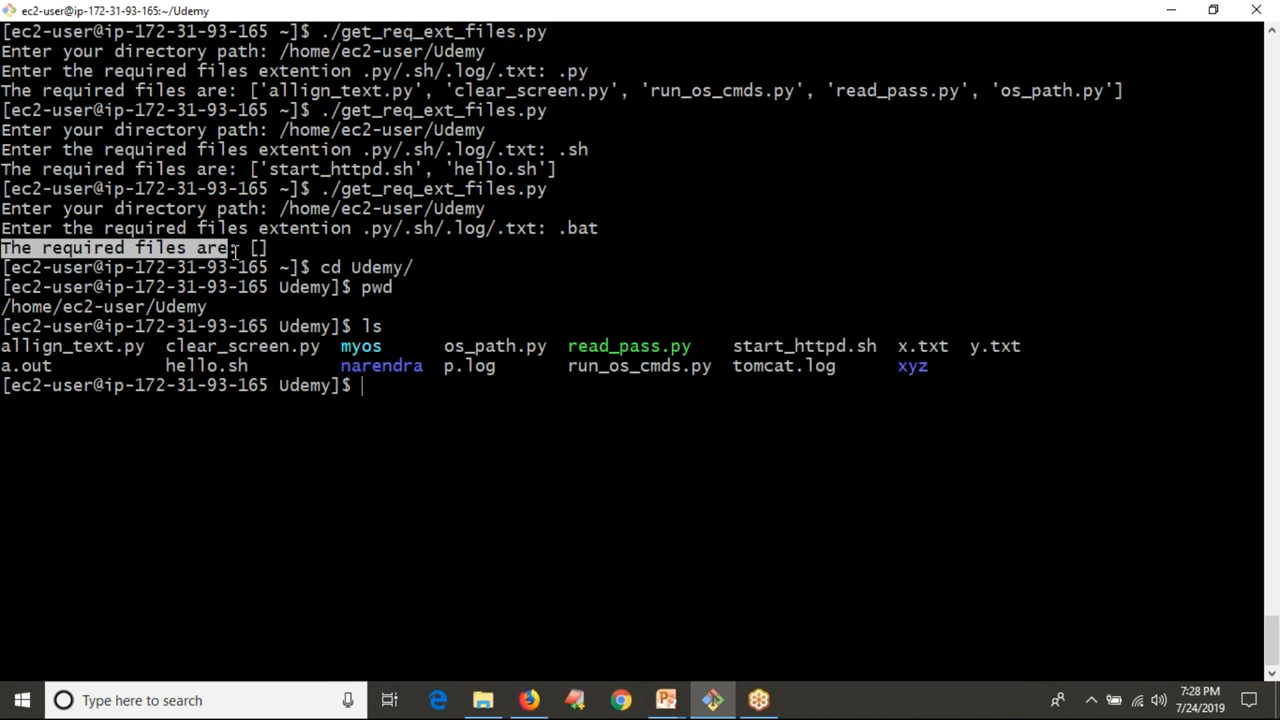 ec2-user@ip-172-31-93-165:~/Udemy
[ec2-user@ip-172-31-93-165 ~]$ ./get_req_ext_files.py
Enter your directory path: /home/ec2-user/Udemy
Enter the required files extention .py/.sh/.log/.txt: .py
The required files are: ['allign_text.py', 'clear_screen.py', 'run_os_cmds.py', 'read_pass.py', 'os_path.py']
[ec2-user@ip-172-31-93-165 ~]$ ./get_req_ext_files.py
Enter your directory path: /home/ec2-user/Udemy
Enter the required files extention .py/.sh/.log/.txt: .sh
The required files are: ['start_httpd.sh', 'hello.sh']
[ec2-user@ip-172-31-93-165 ~]$ ./get_req_ext_files.py
Enter your directory path: /home/ec2-user/Udemy
Enter the required files extention .py/.sh/.log/.txt: .bat
The required files are: []
[ec2-user@ip-172-31-93-165 ~]$ cd Udemy/
[ec2-user@ip-172-31-93-165 Udemy]$ pwd
/home/ec2-user/Udemy
[ec2-user@ip-172-31-93-165 Udemy]$ ls
allign_text.py clear_screen.py myos os_path.py read_pass.py start_httpd.sh x.txt y.txt
a.out hello.sh narendra p.log run_os_cmds.py tomcat.log xyz
[ec2-user@ip-172-31-93-165 Udemy]$
Type here to search
7:28 PM
7/24/2019